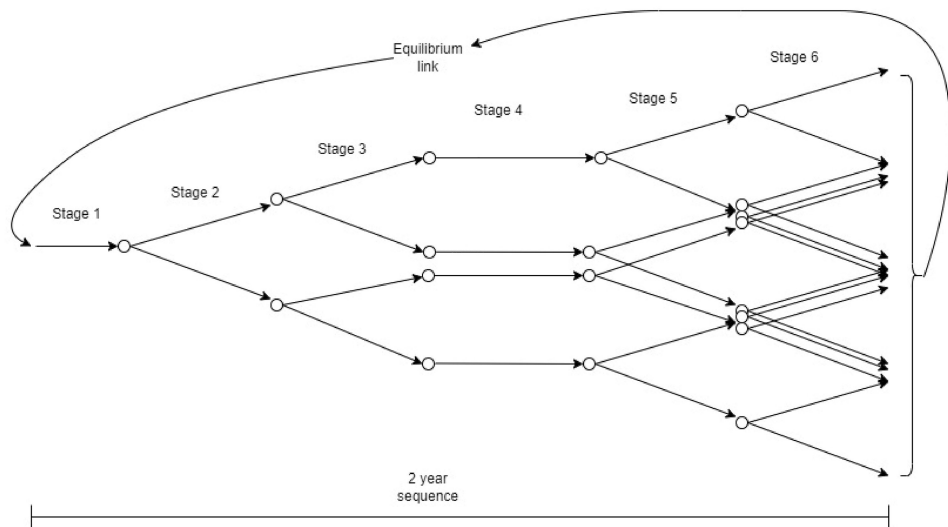 Equilibrium
link
Stage 6
Stage 5
Stage 4
Stage 3
Stage 2
Stage 1
2 year
sequence